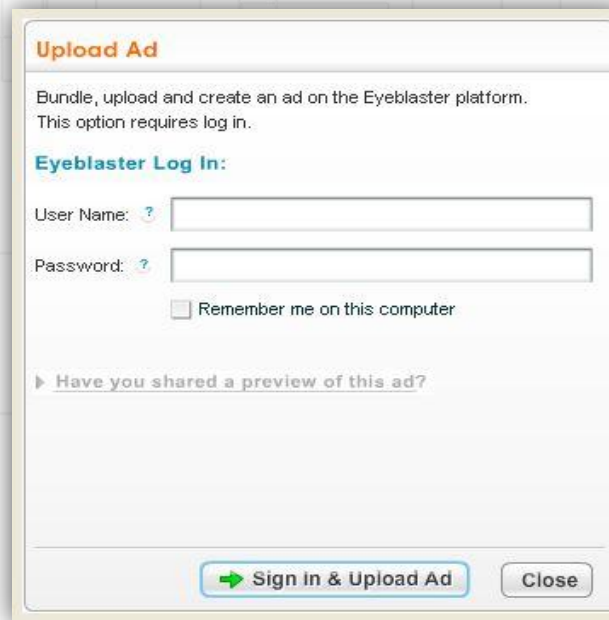 Upload Ad
Bundle, upload and create an ad on the Eyeblaster platform.
This option requires log in.
Eyeblaster Log In:
User Name: ?
Password: ?
Remember me on this computer
Have you shared a preview of this ad?
Sign in & Upload Ad
Close